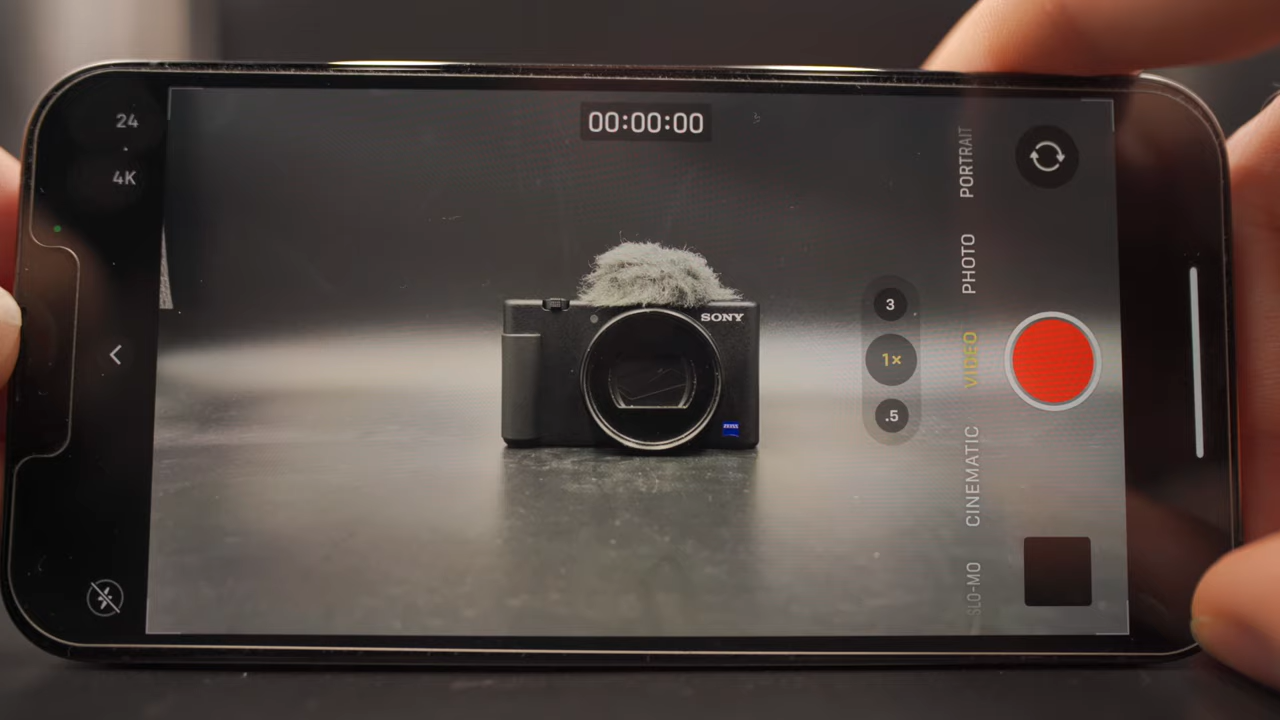 24
4K
00:00:00
SONY
ZEISS
3
1×
.5
PORTRAIT
PHOTO
VIDEO
CINEMATIC
SLO-MO